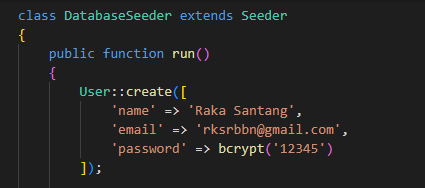 class DatabaseSeeder extends Seeder
{
    public function run()
    {
        User::create([
            'name' => 'Raka Santang',
            'email' => 'rksrbbn@gmail.com',
            'password' => bcrypt('12345')
        ]);